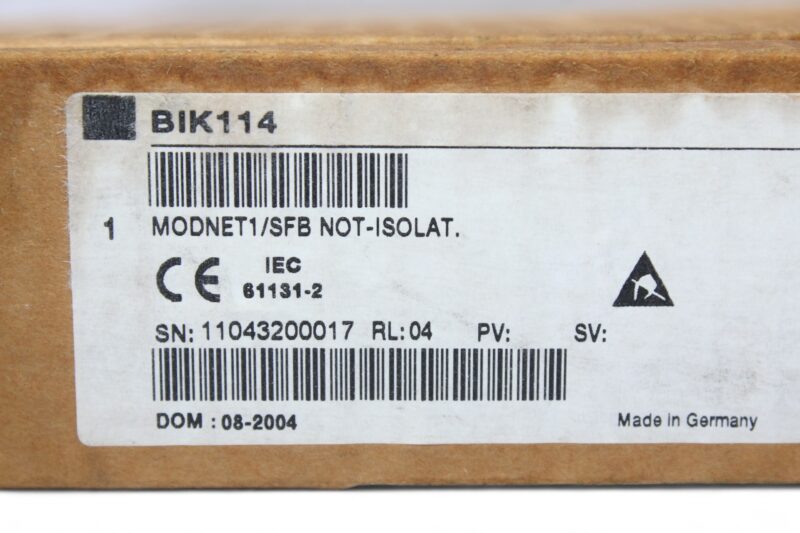 BIK114
1 MODNET1/SFB NOT-ISOLAT.
CE IEC
61131-2
SN: 11043200017 RL: 04 PV: SV:
DOM : 08-2004 Made in Germany